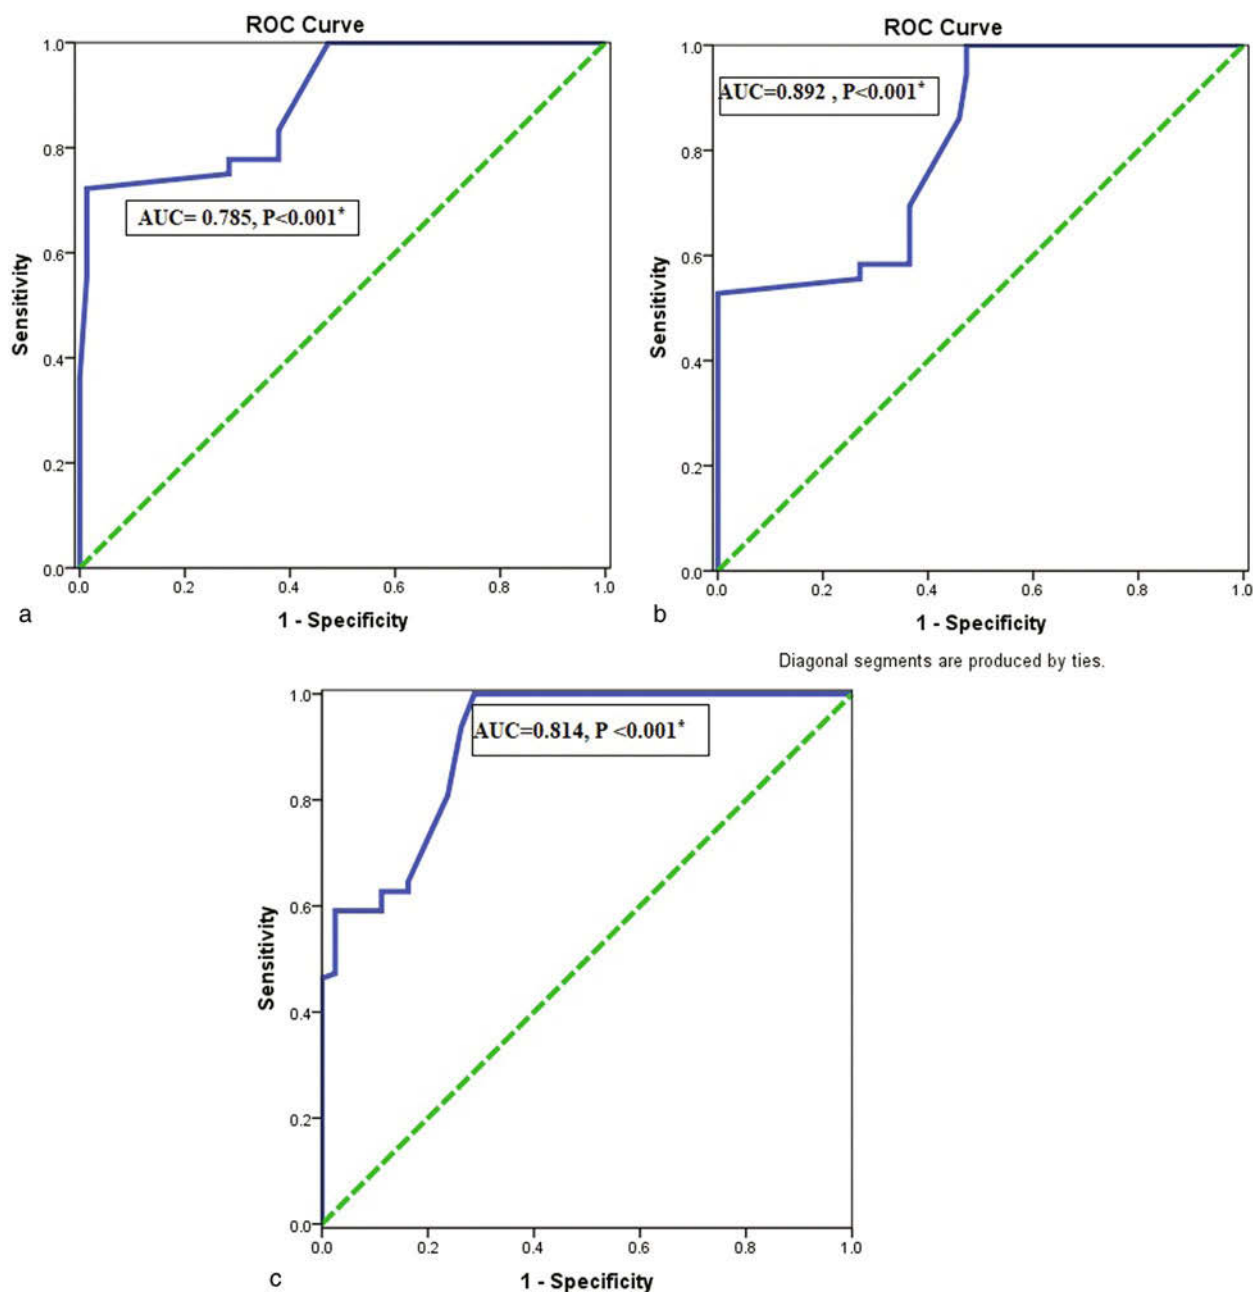 ROC Curve
1.0
0.8
0.6
0.4
0.2
0.0
Sensitivity
AUC= 0.785, P<0.001*
0.0 0.2 0.4 0.6 0.8 1.0
1 - Specificity
a
ROC Curve
1.0
0.8
0.6
0.4
0.2
0.0
Sensitivity
AUC=0.892 , P<0.001*
0.0 0.2 0.4 0.6 0.8 1.0
1 - Specificity
b
Diagonal segments are produced by ties.
1.0
0.8
0.6
0.4
0.2
0.0
Sensitivity
AUC=0.814, P <0.001*
0.0 0.2 0.4 0.6 0.8 1.0
1 - Specificity
c